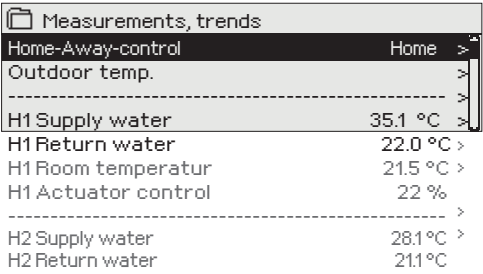 Measurements, trends
Home-Away-control Home >
Outdoor temp. >
---------------------------------------------------- >
H1 Supply water 35.1 °C >
H1 Return water 22.0 °C >
H1 Room temperatur 21.5 °C >
H1 Actuator control 22 %
---------------------------------------------------- >
H2 Supply water 28.1 °C >
H2 Return water 21.1 °C